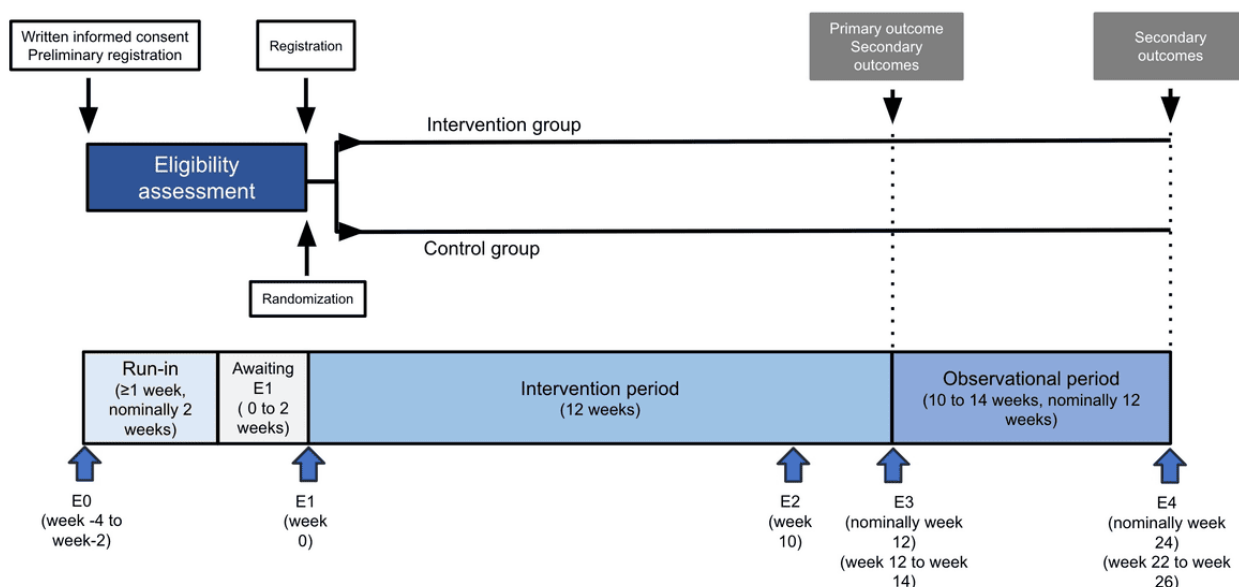 Written informed consent
Preliminary registration
Registration
Primary outcome
Secondary
outcomes
Secondary
outcomes
Intervention group
Eligibility
assessment
Control group
Randomization
Run-in
(≥1 week,
nominally 2
weeks)
Awaiting
E1
( 0 to 2
weeks)
Intervention period
(12 weeks)
Observational period
(10 to 14 weeks, nominally 12
weeks)
E0
(week -4 to
week-2)
E1
(week
0)
E2
(week
10)
E3
(nominally week
12)
(week 12 to week
14)
E4
(nominally week
24)
(week 22 to week
26)